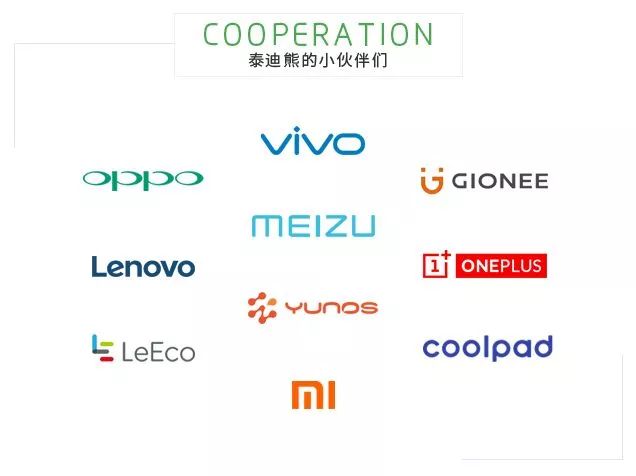 COOPERATION
泰迪熊的小伙伴们
vivo
oppo
GIONEE
MEIZU
Lenovo
1+ ONEPLUS
YUNOS
LeEco
coolpad
mi